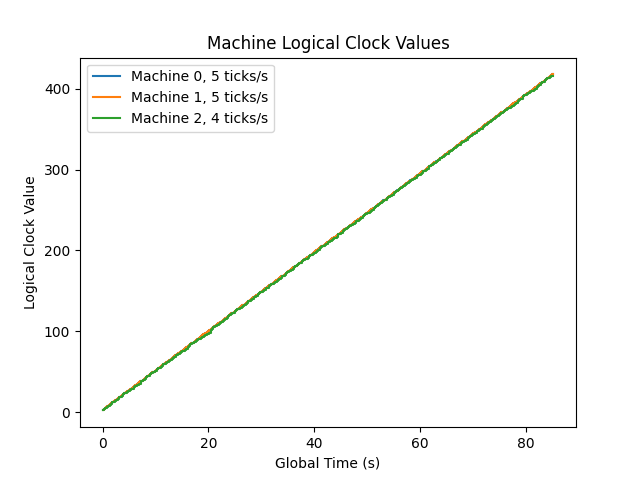 Machine Logical Clock Values
Machine 0, 5 ticks/s
Machine 1, 5 ticks/s
Machine 2, 4 ticks/s
Logical Clock Value
400
300
200
100
0
0 20 40 60 80
Global Time (s)